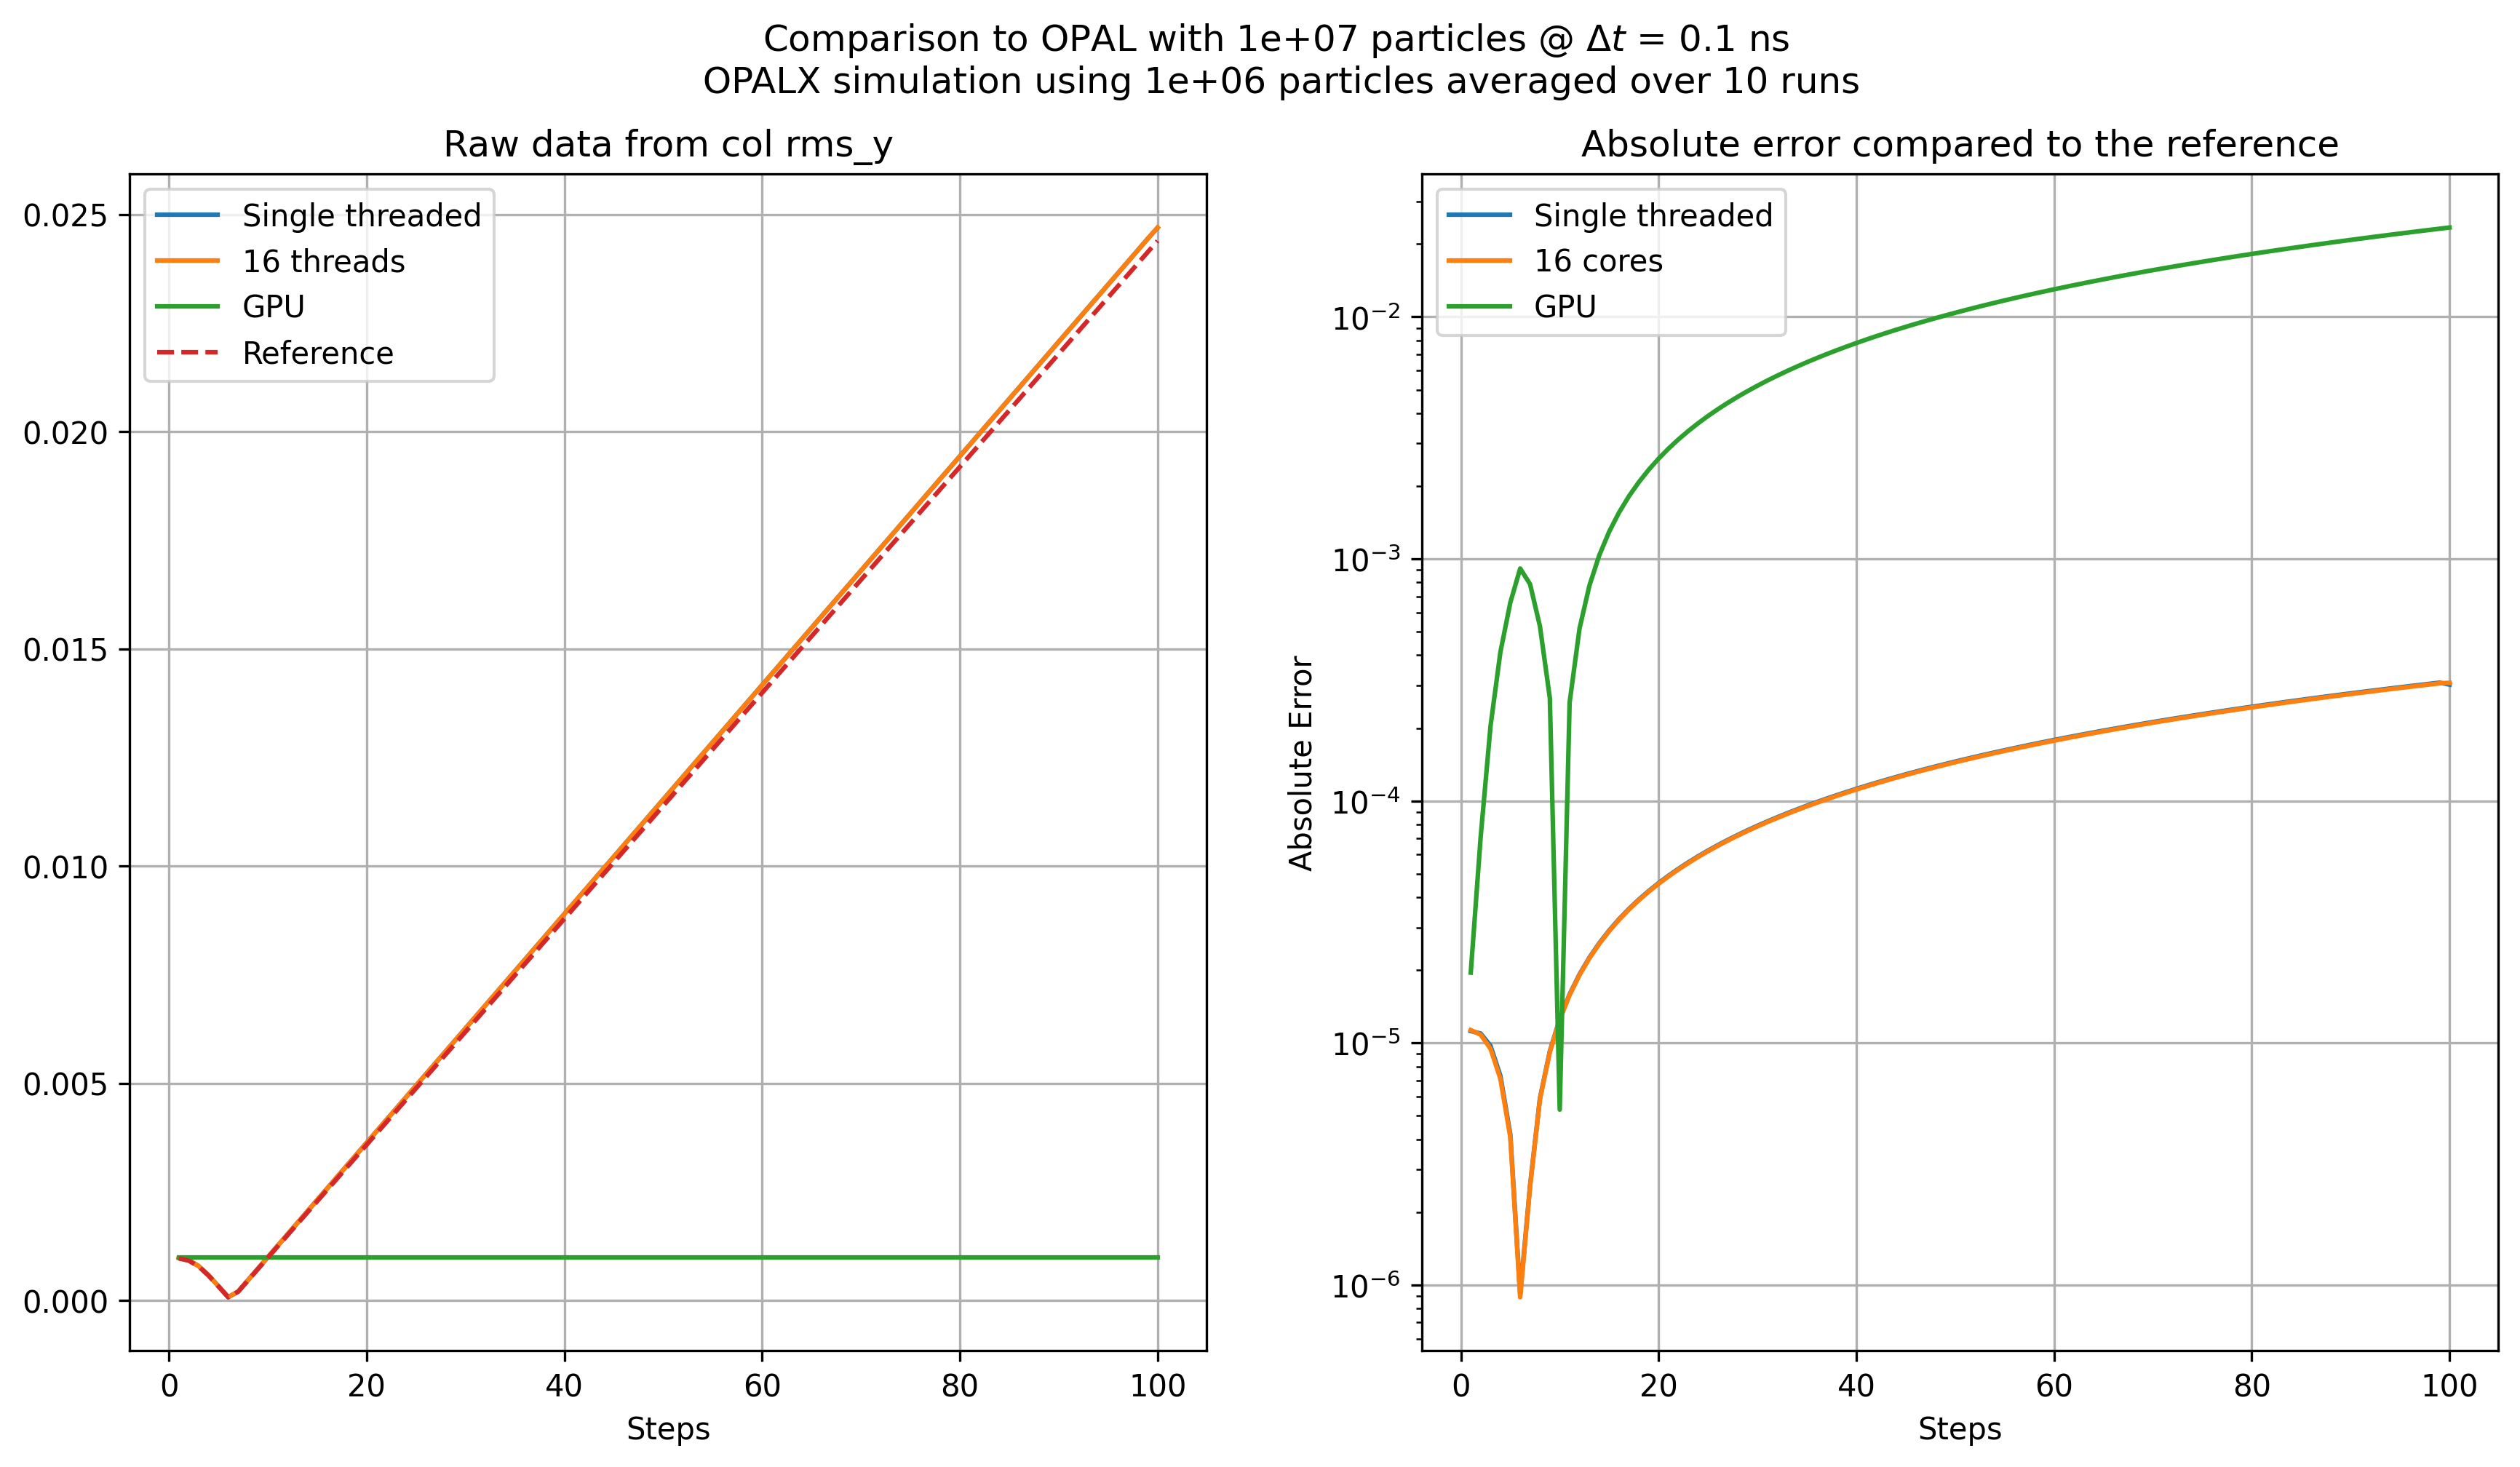 Comparison to OPAL with 1e+07 particles @ Δt = 0.1 ns
OPALX simulation using 1e+06 particles averaged over 10 runs
Raw data from col rms_y
Single threaded
16 threads
GPU
Reference
0.025
0.020
0.015
0.010
0.005
0.000
0 20 40 60 80 100
Steps
Absolute error compared to the reference
Single threaded
16 cores
GPU
Absolute Error
10⁻²
10⁻³
10⁻⁴
10⁻⁵
10⁻⁶
0 20 40 60 80 100
Steps